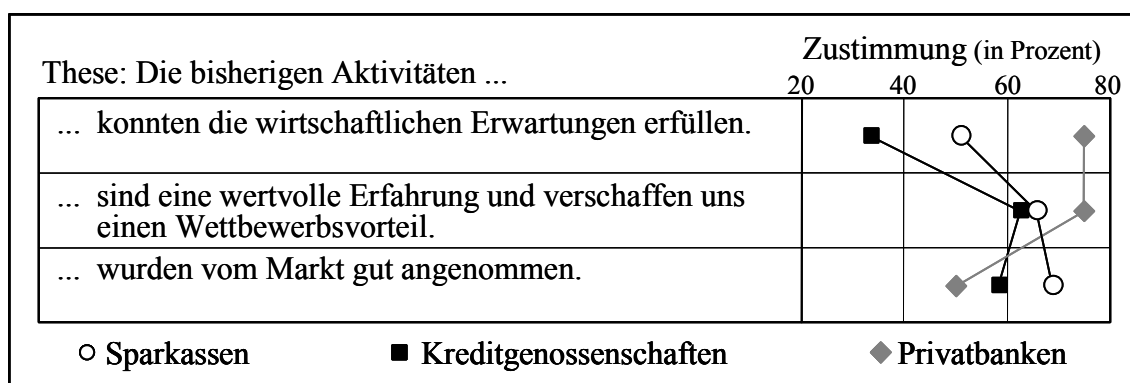 Zustimmung (in Prozent)
These: Die bisherigen Aktivitäten ...
20 40 60 80
... konnten die wirtschaftlichen Erwartungen erfüllen.
... sind eine wertvolle Erfahrung und verschaffen uns
einen Wettbewerbsvorteil.
... wurden vom Markt gut angenommen.
Sparkassen Kreditgenossenschaften Privatbanken